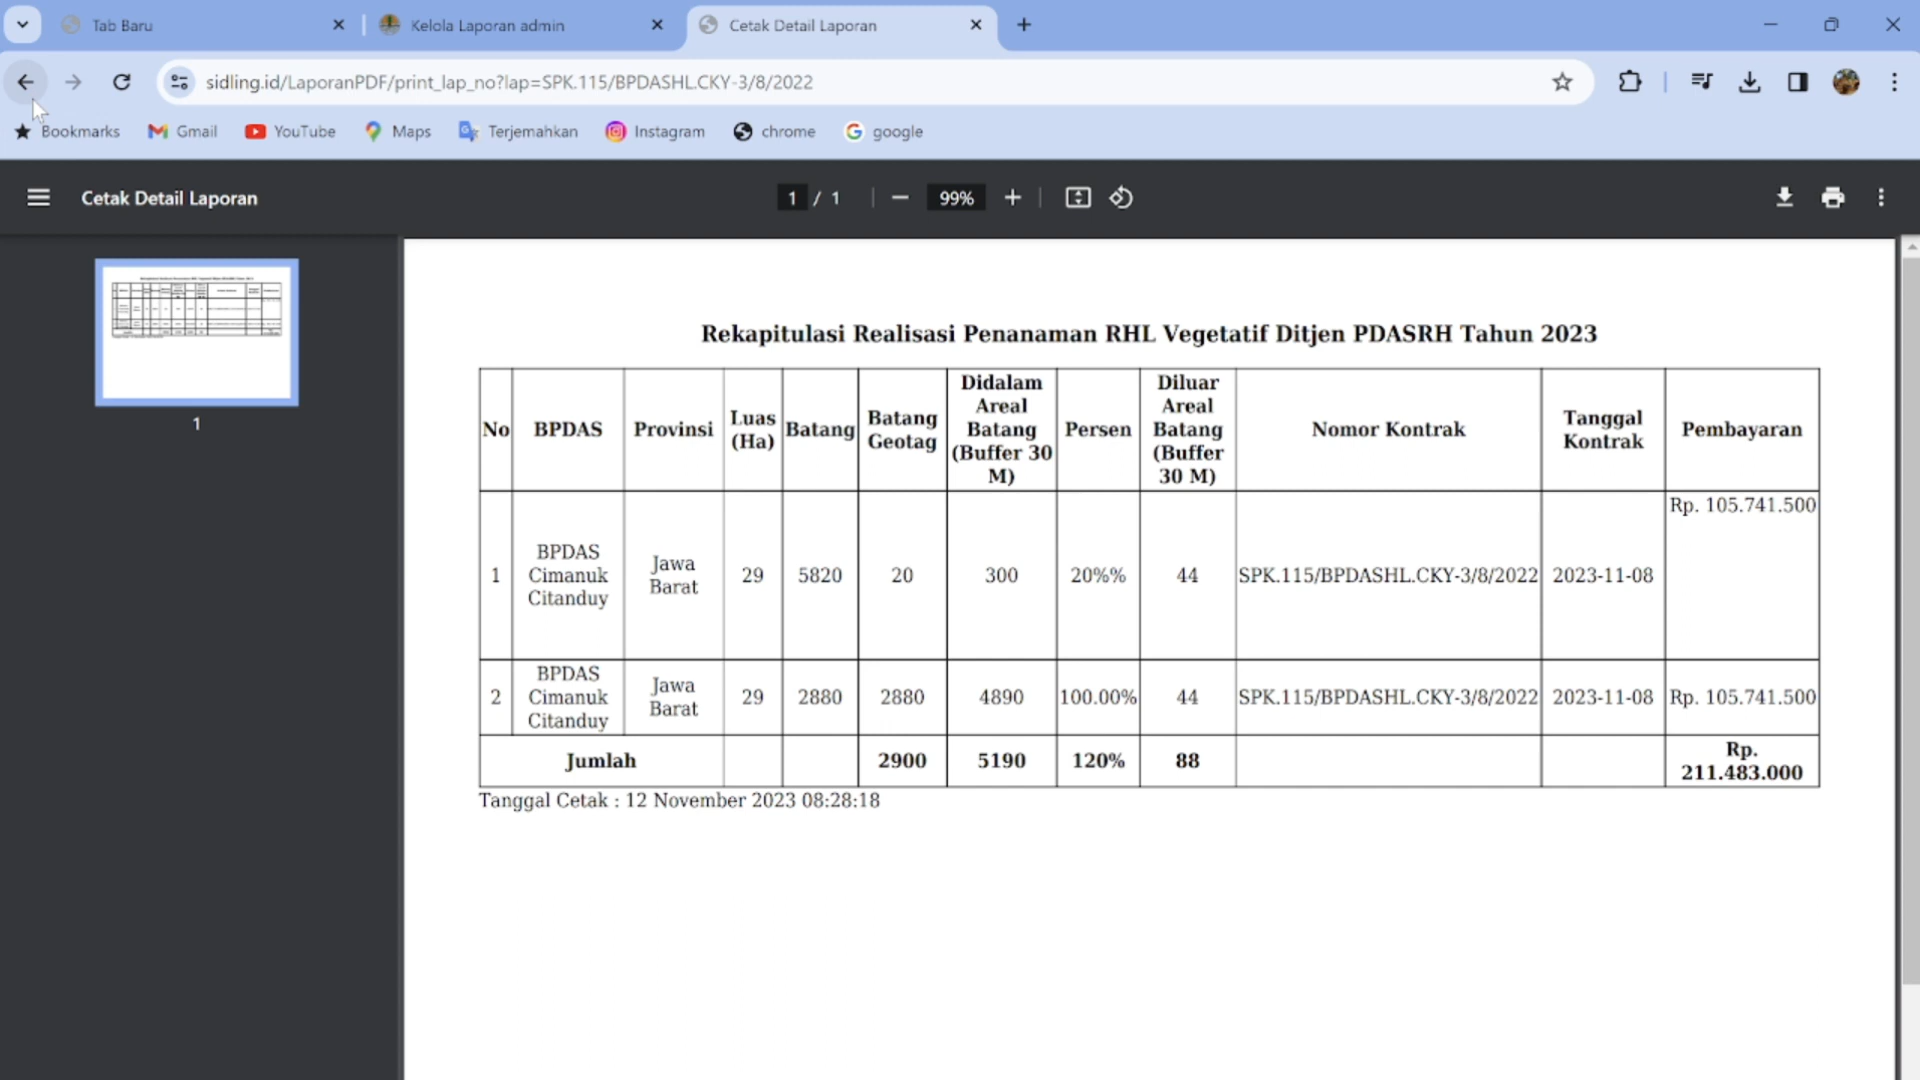 Tab Baru
Kelola Laporan admin
Cetak Detail Laporan
sidling.id/LaporanPDF/print_lap_no?lap=SPK.115/BPDASHL.CKY-3/8/2022
Bookmarks
Gmail
YouTube
Maps
Terjemahkan
Instagram
chrome
google
Cetak Detail Laporan
1 / 1
99%
1
Rekapitulasi Realisasi Penanaman RHL Vegetatif Ditjen PDASRH Tahun 2023
No
BPDAS
Provinsi
Luas
(Ha)
Batang
Batang
Geotag
Didalam
Areal
Batang
(Buffer 30
M)
Persen
Diluar
Areal
Batang
(Buffer
30 M)
Nomor Kontrak
Tanggal
Kontrak
Pembayaran
1
BPDAS
Cimanuk
Citanduy
Jawa
Barat
29
5820
20
300
20%%
44
SPK.115/BPDASHL.CKY-3/8/2022
2023-11-08
Rp. 105.741.500
2
BPDAS
Cimanuk
Citanduy
Jawa
Barat
29
2880
2880
4890
100.00%
44
SPK.115/BPDASHL.CKY-3/8/2022
2023-11-08
Rp. 105.741.500
Jumlah
2900
5190
120%
88
Rp.
211.483.000
Tanggal Cetak : 12 November 2023 08:28:18